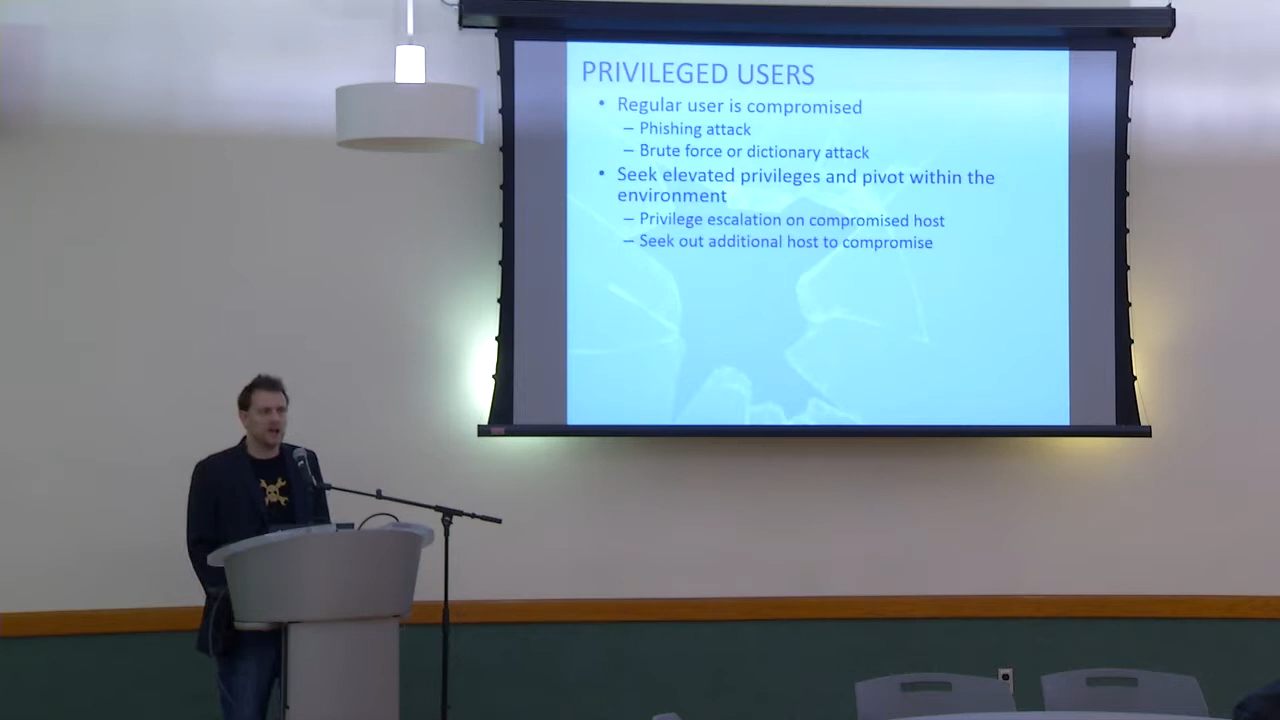 PRIVILEGED USERS
• Regular user is compromised
– Phishing attack
– Brute force or dictionary attack
• Seek elevated privileges and pivot within the
environment
– Privilege escalation on compromised host
– Seek out additional host to compromise